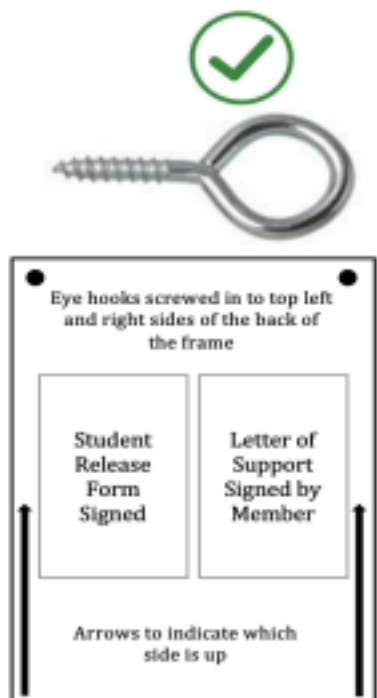 Eye hooks screwed in to top left
and right sides of the back of
the frame
Student
Release
Form
Signed
Letter of
Support
Signed by
Member
Arrows to indicate which
side is up